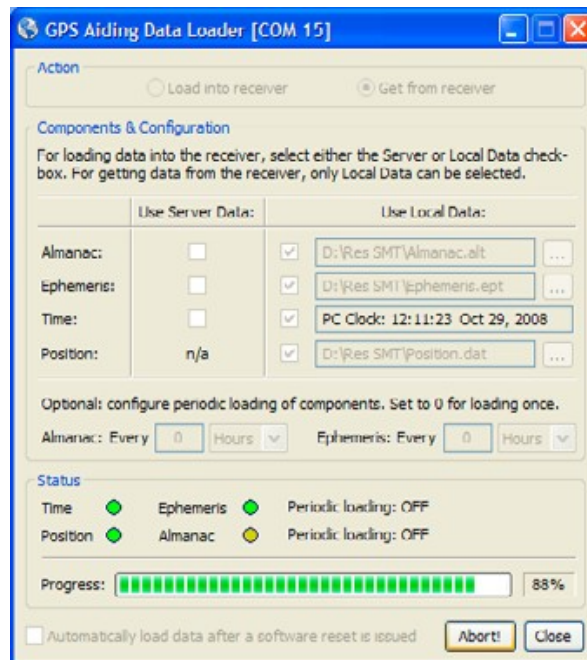 GPS Aiding Data Loader [COM 15]
Action
Load into receiver Get from receiver
Components & Configuration
For loading data into the receiver, select either the Server or Local Data check-
box. For getting data from the receiver, only Local Data can be selected.
Use Server Data: Use Local Data:
Almanac: D:\Res SMT\Almanac.alt ...
Ephemeris: D:\Res SMT\Ephemeris.ept ...
Time: PC Clock: 12:11:23 Oct 29, 2008
Position: n/a D:\Res SMT\Position.dat ...
Optional: configure periodic loading of components. Set to 0 for loading once.
Almanac: Every 0 Hours Ephemeris: Every 0 Hours
Status
Time Ephemeris Periodic loading: OFF
Position Almanac Periodic loading: OFF
Progress: 88%
Automatically load data after a software reset is issued Abort! Close